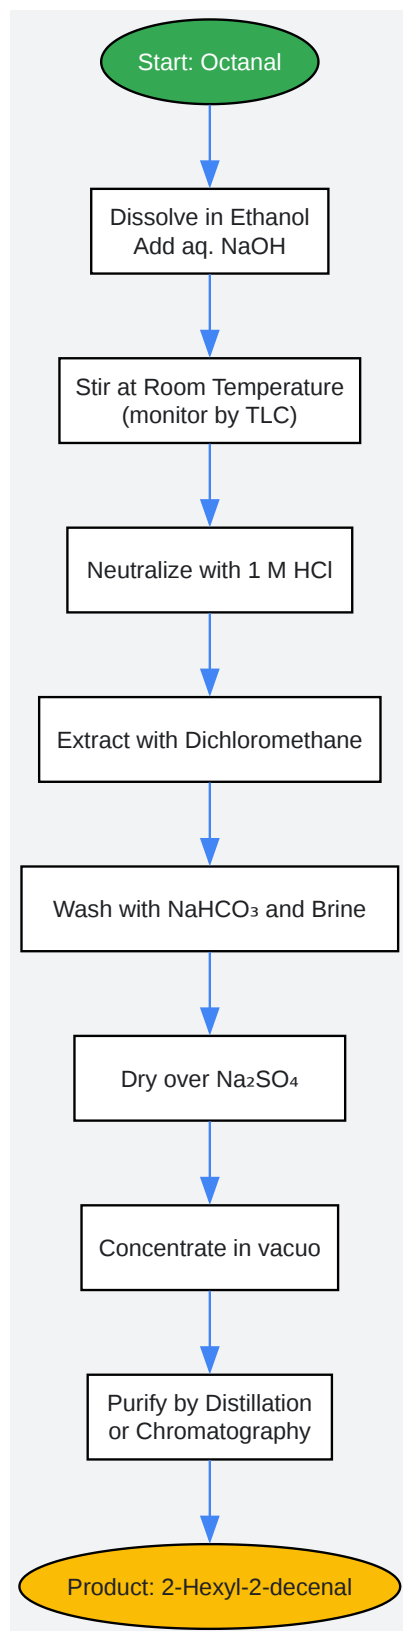 Start: Octanal
Dissolve in Ethanol
Add aq. NaOH
Stir at Room Temperature
(monitor by TLC)
Neutralize with 1 M HCl
Extract with Dichloromethane
Wash with NaHCO₃ and Brine
Dry over Na₂SO₄
Concentrate in vacuo
Purify by Distillation
or Chromatography
Product: 2-Hexyl-2-decenal